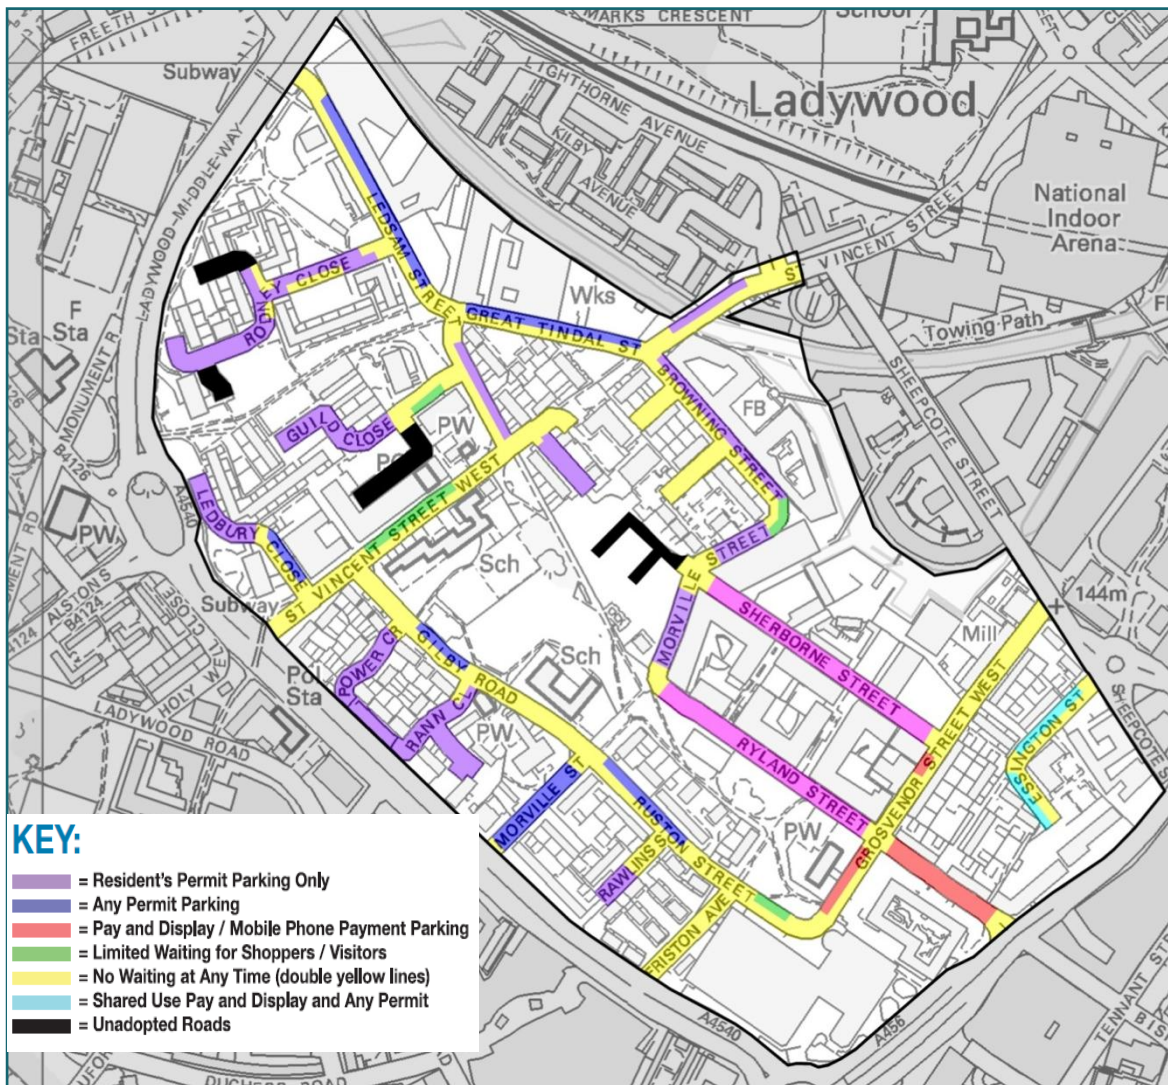 MARKS CRESCENT
School
FREETH S
Subway
LIGHTHORNE AVENUE
Ladywood
KILBY
AVENUE
LADYWOOD MIDDLEWAY
National
Indoor
Arena
VINCENT STREET
ST
LEDSAM STREET
Wks
Towing Path
F
Sta
F
Sta
MONUMENT R
B4126
RODNEY CLOSE
GREAT TINDAL ST
SHEEPCOTE STREET
BROWNING STREET
FB
GUILD CLOSE
PW
ST VINCENT STREET WEST
A4540
LEDBURY CLOSE
PW
MENT RD
ALSTON S
B4124
Subway
Sch
STREET
MORVILLE
144m
Mill
HOLY WELL CLOSE
POWER CR
GILBY ROAD
Sch
SHERBORNE STREET
Pol
Sta
LADYWOOD ROAD
RANN CL
PW
RYLAND STREET
GROSVENOR STREET WEST
ESSINGTON ST
SHEEPCOTE
MORVILLE ST
RUSTON STREET
RAWLINS S
PW
FRISTON AVE
A4540
A456
TENNANT ST
KEY:
= Resident's Permit Parking Only
= Any Permit Parking
= Pay and Display / Mobile Phone Payment Parking
= Limited Waiting for Shoppers / Visitors
= No Waiting at Any Time (double yellow lines)
= Shared Use Pay and Display and Any Permit
= Unadopted Roads